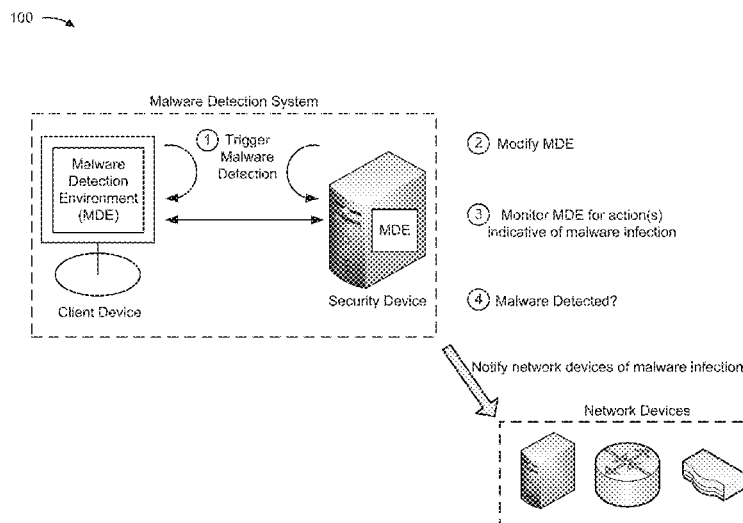 100
Malware Detection System
Malware
Detection
Environment
(MDE)
1 Trigger
Malware
Detection
MDE
Client Device
Security Device
2 Modify MDE
3 Monitor MDE for action(s)
indicative of malware infection
4 Malware Detected?
Notify network devices of malware infection
Network Devices